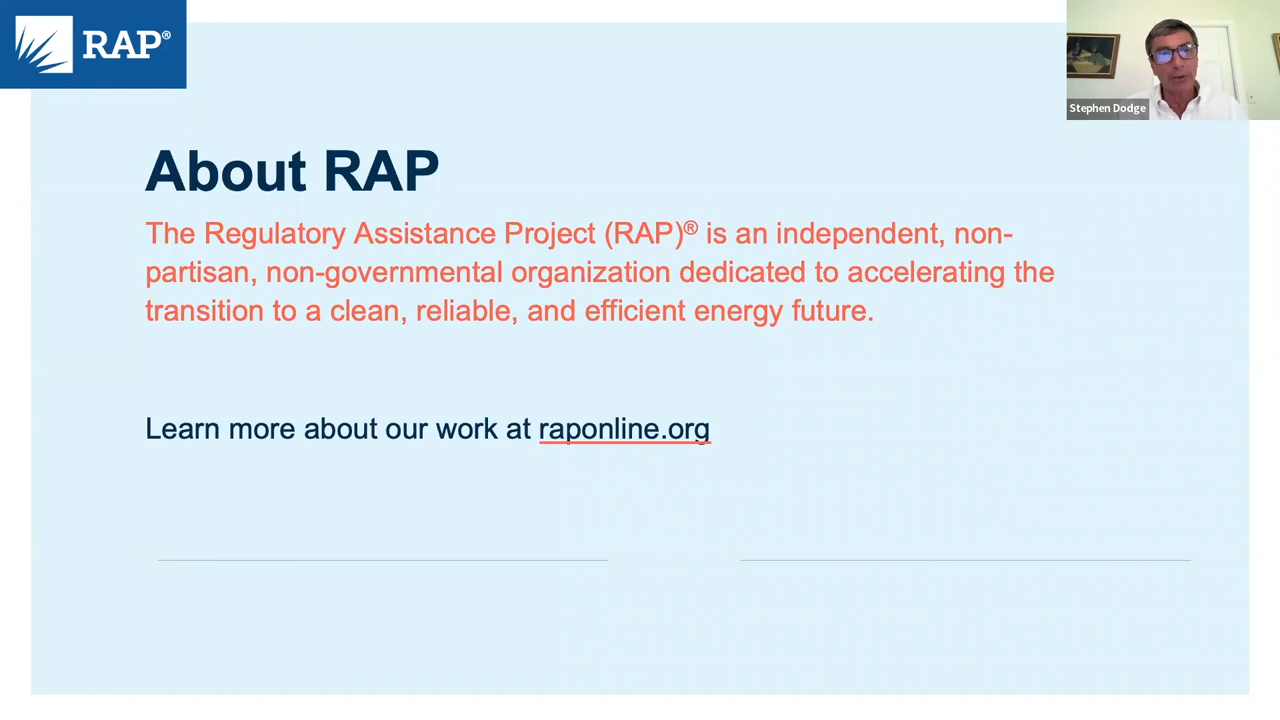 RAP®
Stephen Dodge
About RAP
The Regulatory Assistance Project (RAP)® is an independent, non-
partisan, non-governmental organization dedicated to accelerating the
transition to a clean, reliable, and efficient energy future.
Learn more about our work at raponline.org